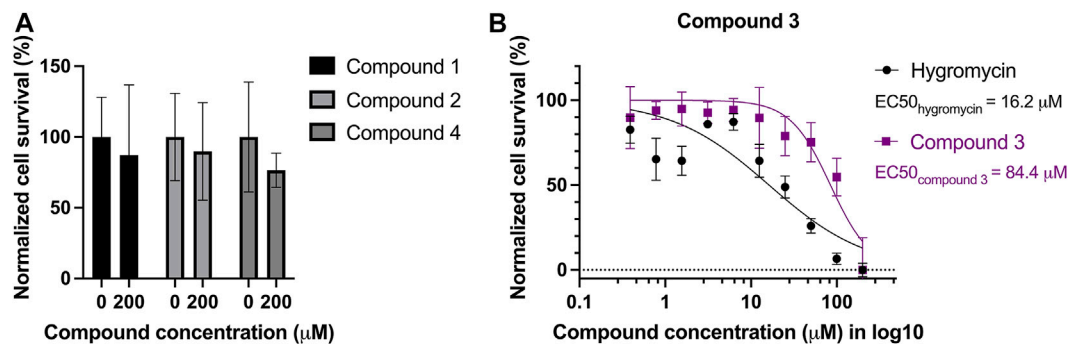 A
Normalized cell survival (%)
150
100
50
0
0 200 0 200 0 200
Compound concentration (μM)
Compound 1
Compound 2
Compound 4
B
Compound 3
Normalized cell survival (%)
100
50
0
0.1 1 10 100
Compound concentration (μM) in log10
Hygromycin
EC50hygromycin = 16.2 μM
Compound 3
EC50compound 3 = 84.4 μM